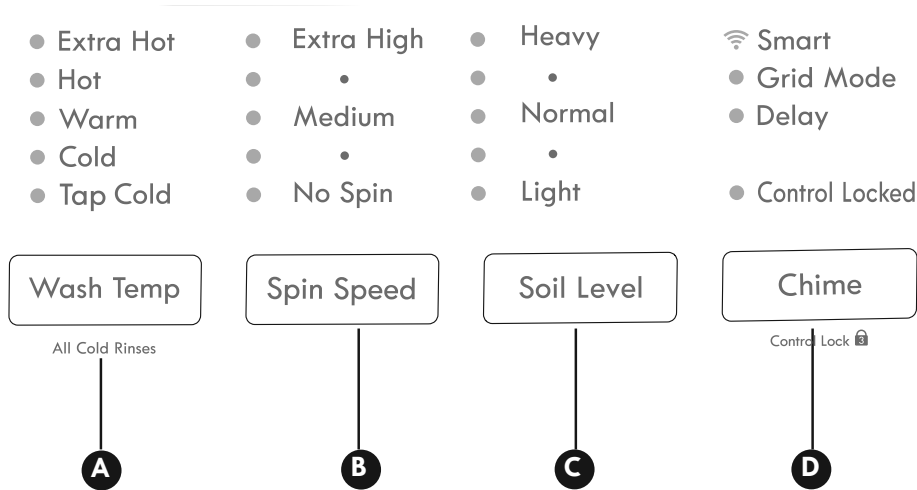 Extra Hot
Hot
Warm
Cold
Tap Cold
Wash Temp
All Cold Rinses
A
Extra High
•
Medium
•
No Spin
Spin Speed
B
Heavy
•
Normal
•
Light
Soil Level
C
Smart
Grid Mode
Delay
Control Locked
Chime
Control Lock 3
D